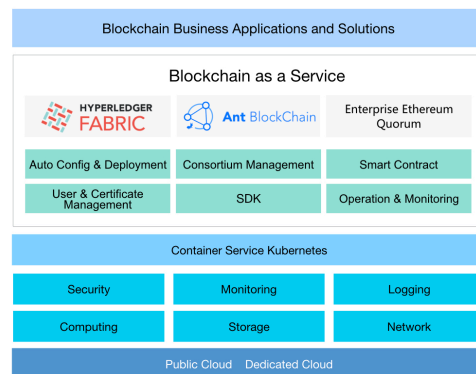 Blockchain Business Applications and Solutions
Blockchain as a Service
HYPERLEDGER
FABRIC
Ant BlockChain
Enterprise Ethereum
Quorum
Auto Config & Deployment
Consortium Management
Smart Contract
User & Certificate
Management
SDK
Operation & Monitoring
Container Service Kubernetes
Security
Monitoring
Logging
Computing
Storage
Network
Public Cloud Dedicated Cloud